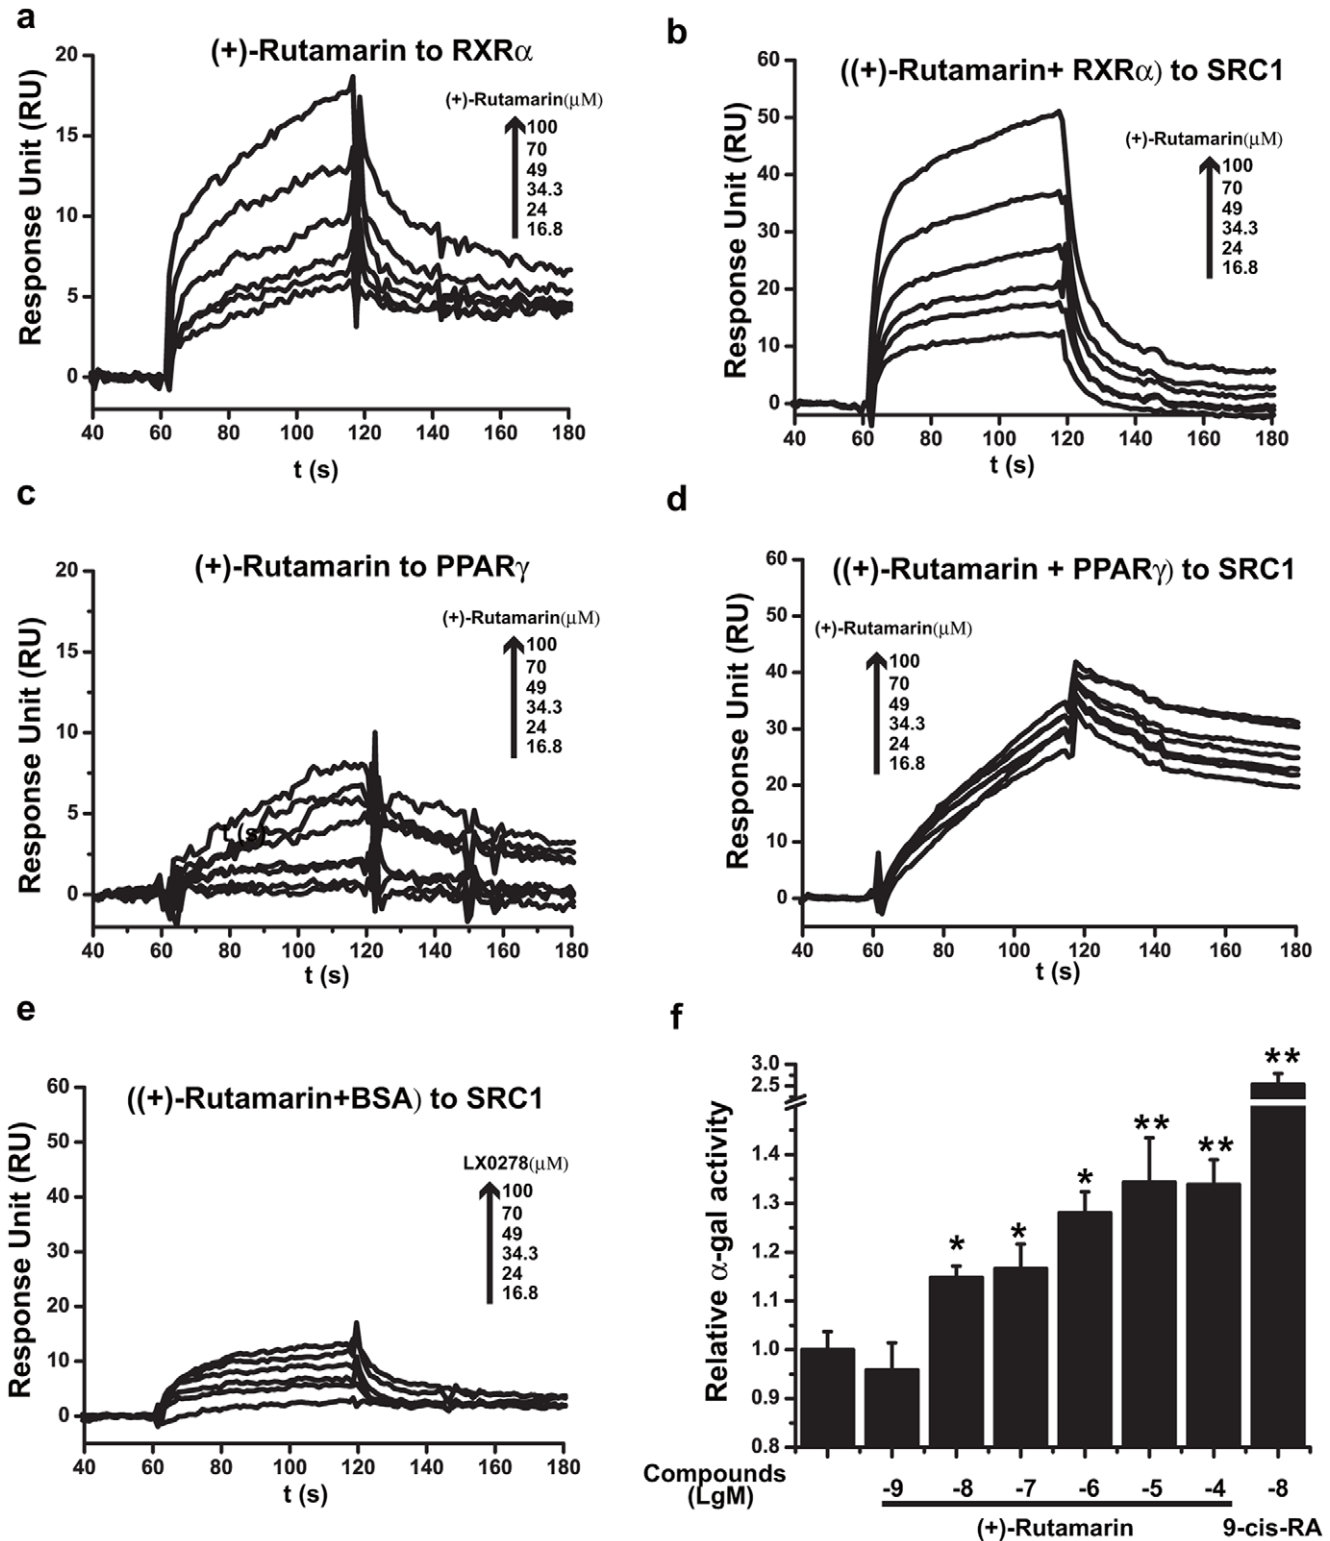 a
(+)-Rutamarin to RXRα
Response Unit (RU)
20
15
10
5
0
(+)-Rutamarin(μM)
100
70
49
34.3
24
16.8
40 60 80 100 120 140 160 180
t (s)
b
((+)-Rutamarin+ RXRα) to SRC1
Response Unit (RU)
60
50
40
30
20
10
0
(+)-Rutamarin(μM)
100
70
49
34.3
24
16.8
40 60 80 100 120 140 160 180
t (s)
c
(+)-Rutamarin to PPARγ
Response Unit (RU)
20
15
10
5
0
(+)-Rutamarin(μM)
100
70
49
34.3
24
16.8
t (s)
40 60 80 100 120 140 160 180
t (s)
d
((+)-Rutamarin + PPARγ) to SRC1
Response Unit (RU)
60
50
40
30
20
10
0
(+)-Rutamarin(μM)
100
70
49
34.3
24
16.8
40 60 80 100 120 140 160 180
t (s)
e
((+)-Rutamarin+BSA) to SRC1
Response Unit (RU)
60
50
40
30
20
10
0
LX0278(μM)
100
70
49
34.3
24
16.8
40 60 80 100 120 140 160 180
t (s)
f
Relative α-gal activity
3.0
2.5
1.4
1.3
1.2
1.1
1.0
0.9
0.8
* * * ** ** **
Compounds
(LgM)
-9 -8 -7 -6 -5 -4 -8
(+)-Rutamarin 9-cis-RA